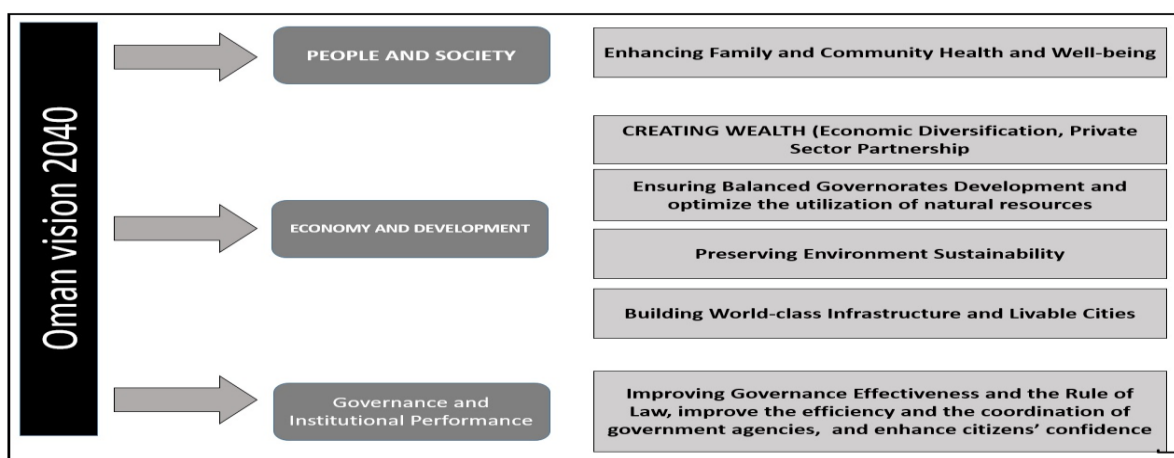 Oman vision 2040
PEOPLE AND SOCIETY
Enhancing Family and Community Health and Well-being
ECONOMY AND DEVELOPMENT
CREATING WEALTH (Economic Diversification, Private
Sector Partnership
Ensuring Balanced Governorates Development and
optimize the utilization of natural resources
Preserving Environment Sustainability
Building World-class Infrastructure and Livable Cities
Governance and
Institutional Performance
Improving Governance Effectiveness and the Rule of
Law, improve the efficiency and the coordination of
government agencies, and enhance citizens’ confidence